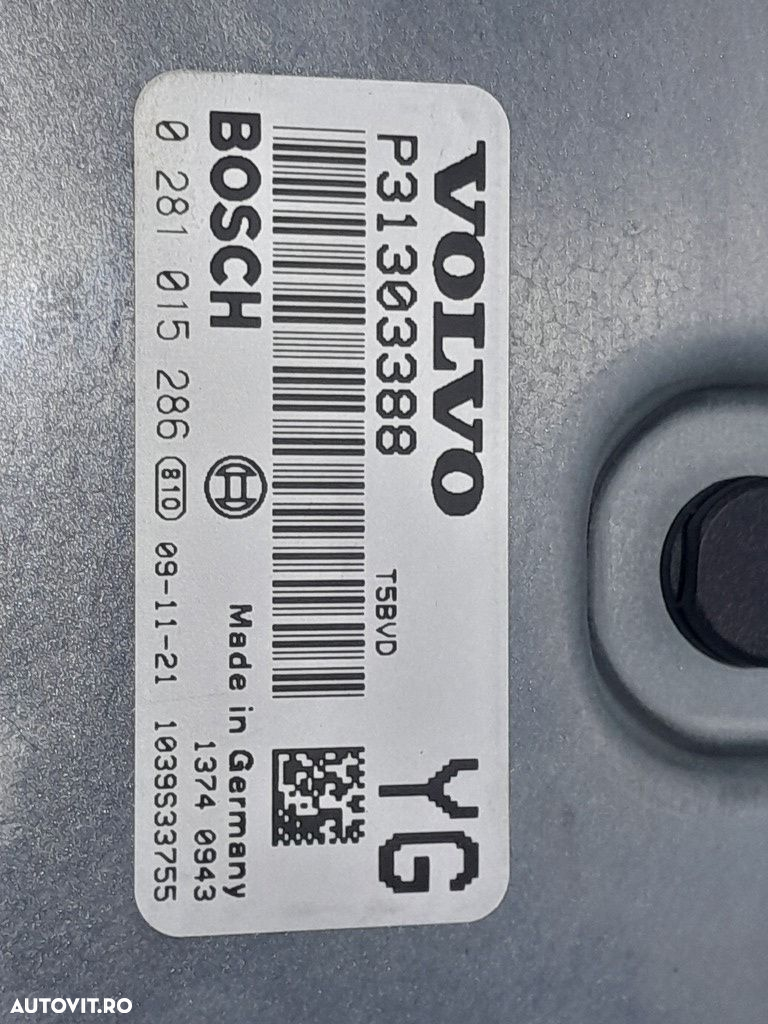 VOLVO
P31303388
T5BVD
YG
BOSCH
Made in Germany
1374 0943
0 281 015 286 810 09-11-21 1039S33755
AUTOVIT.RO